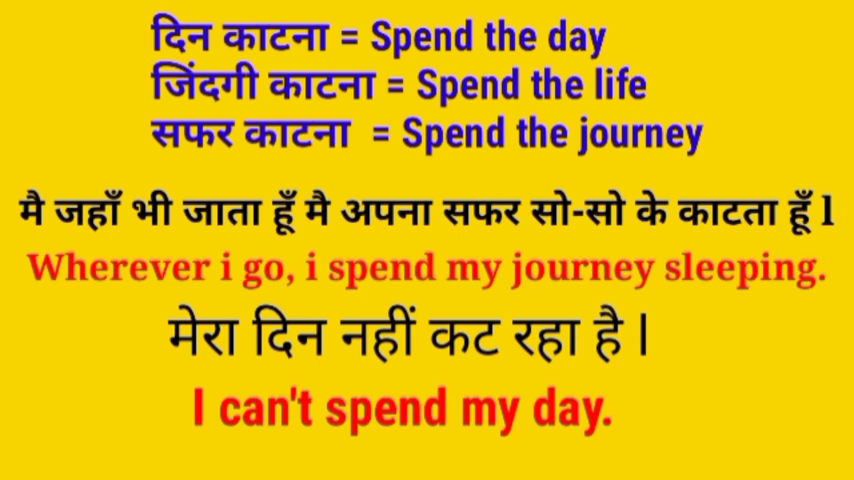 दिन काटना = Spend the day
जिंदगी काटना = Spend the life
सफर काटना = Spend the journey
मै जहाँ भी जाता हूँ मै अपना सफर सो-सो के काटता हूँ l
Wherever i go, i spend my journey sleeping.
मेरा दिन नहीं कट रहा है l
I can't spend my day.